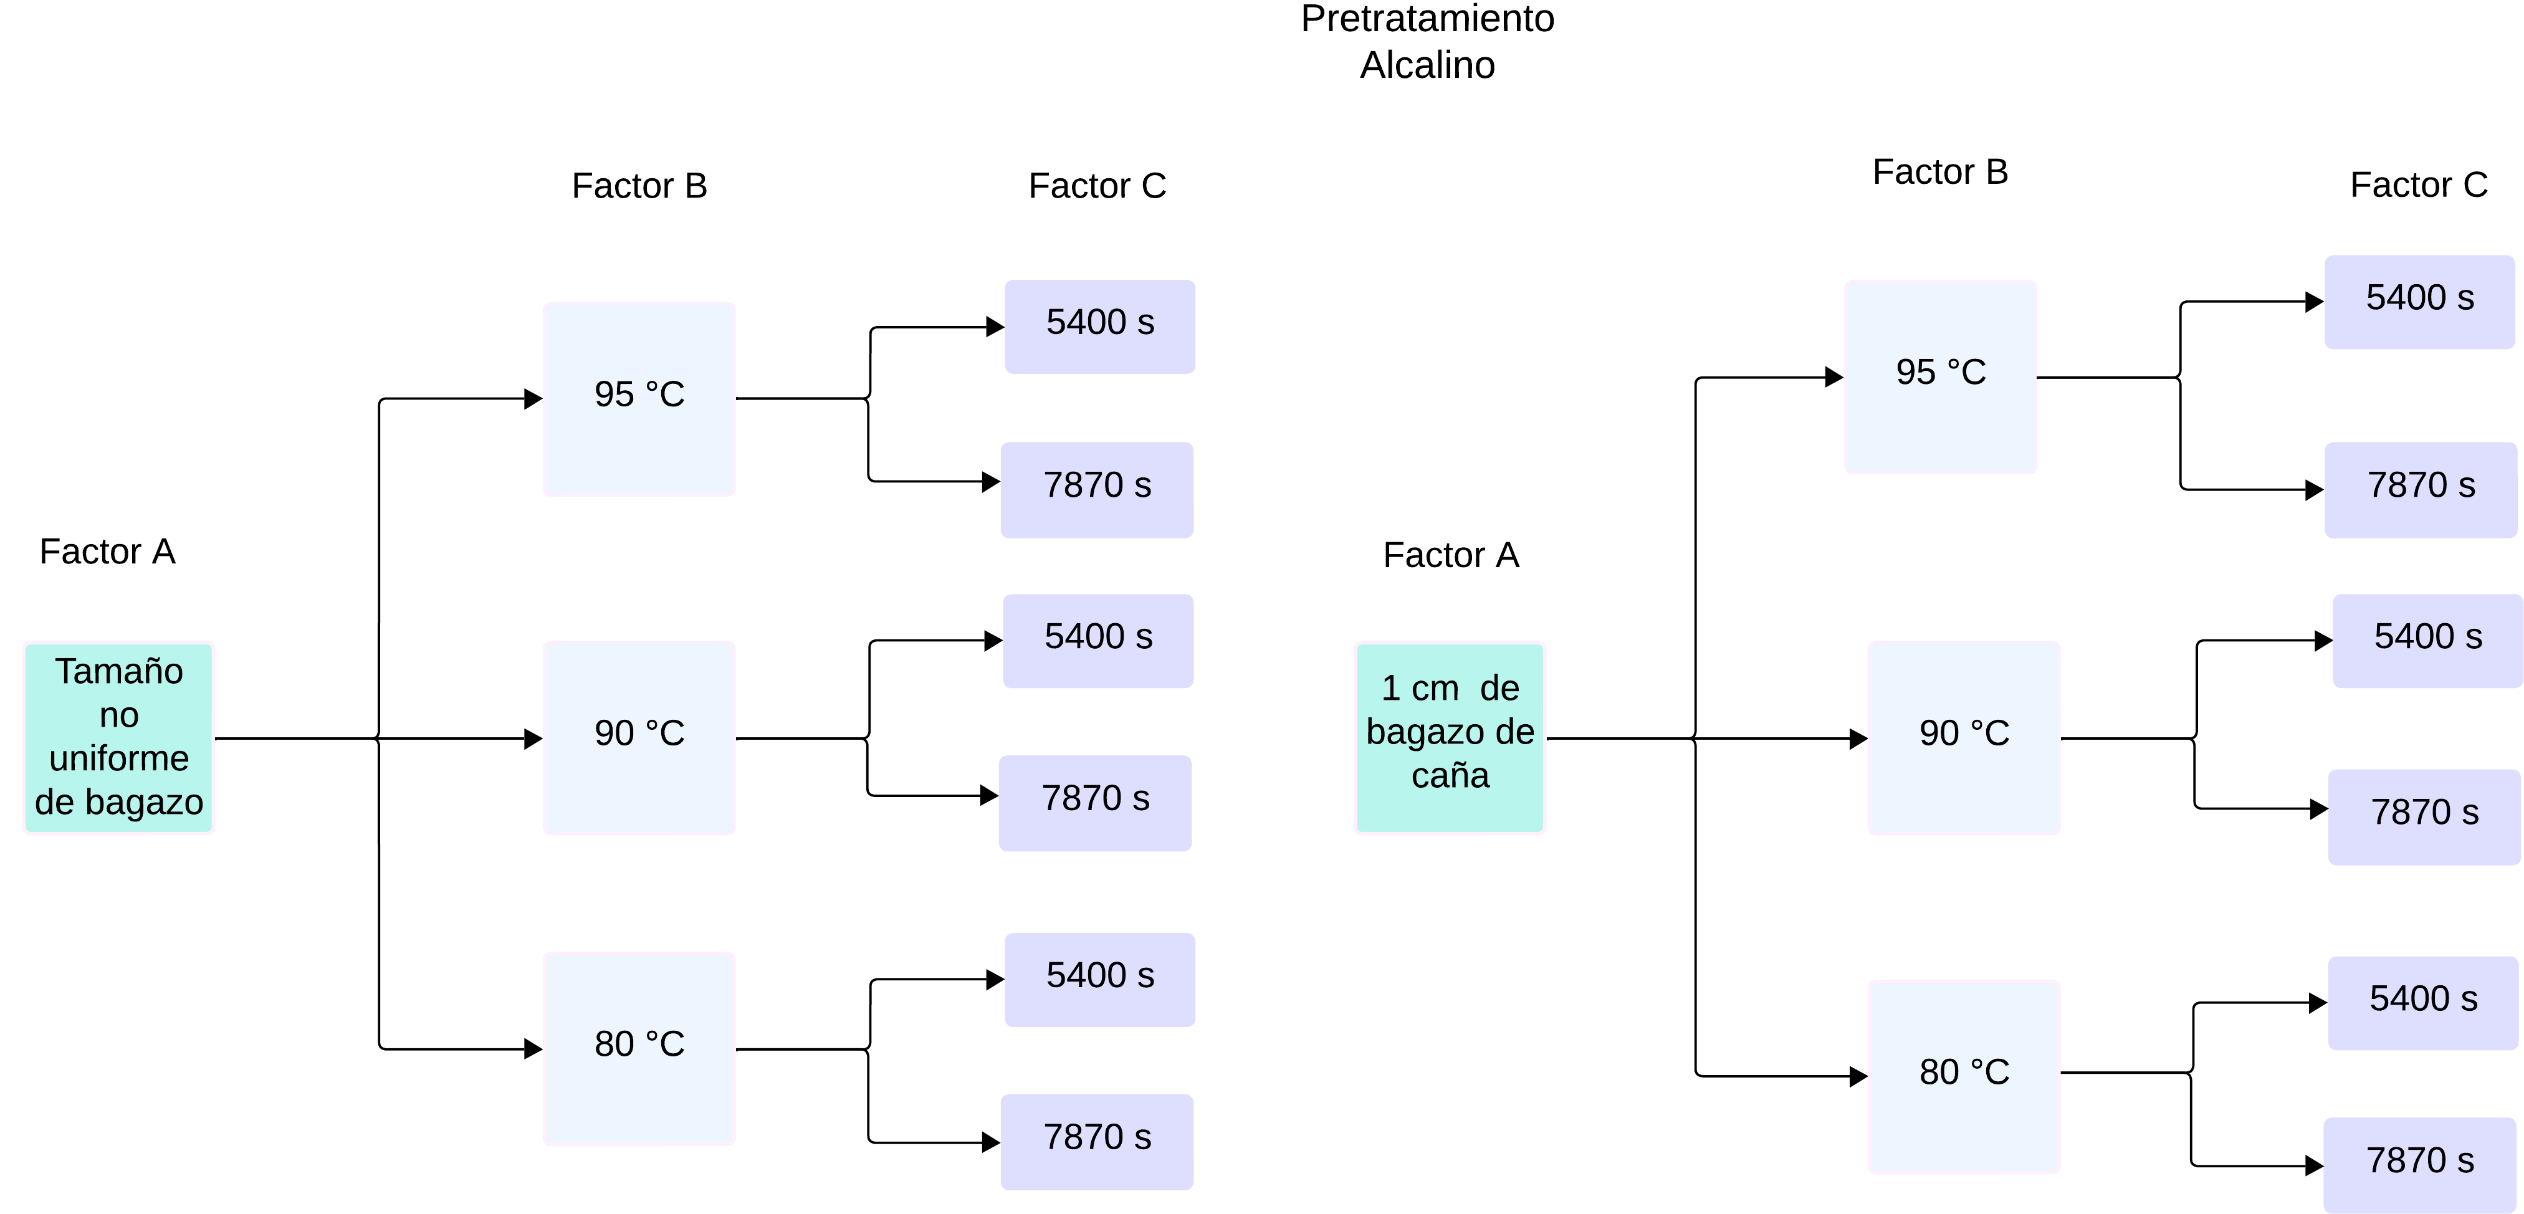 Pretratamiento
Alcalino
Factor B
Factor C
5400 s
95 °C
7870 s
Factor A
5400 s
Tamaño
no
uniforme
de bagazo
90 °C
7870 s
5400 s
80 °C
7870 s
Factor B
Factor C
5400 s
95 °C
7870 s
Factor A
5400 s
1 cm  de
bagazo de
caña
90 °C
7870 s
5400 s
80 °C
7870 s